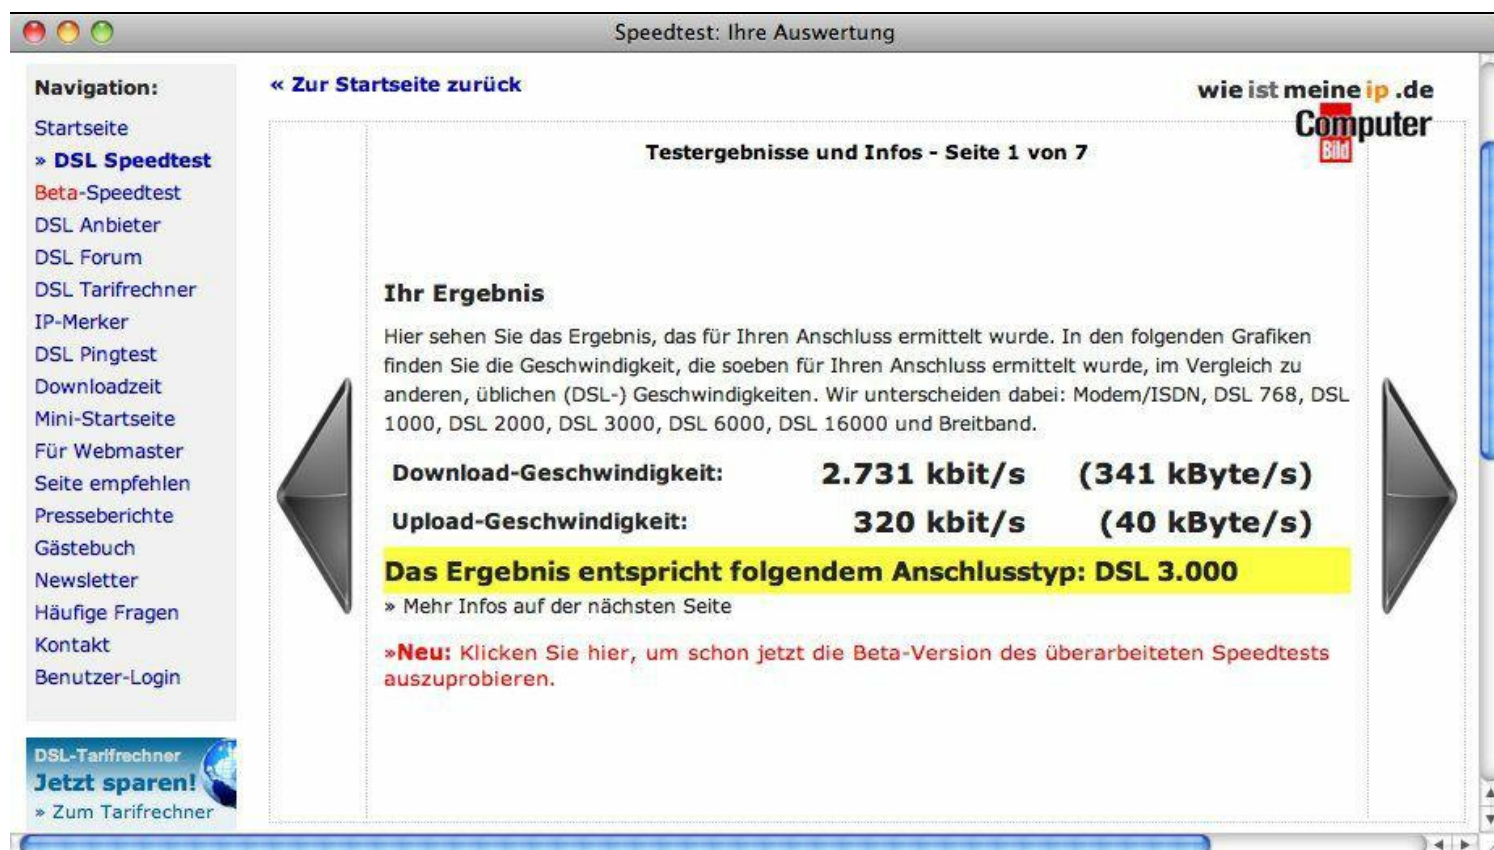 Speedtest: Ihre Auswertung
Navigation:
Startseite
» DSL Speedtest
Beta-Speedtest
DSL Anbieter
DSL Forum
DSL Tarifrechner
IP-Merker
DSL Pingtest
Downloadzeit
Mini-Startseite
Für Webmaster
Seite empfehlen
Presseberichte
Gästebuch
Newsletter
Häufige Fragen
Kontakt
Benutzer-Login
DSL-Tarifrechner
Jetzt sparen!
» Zum Tarifrechner
« Zur Startseite zurück
wie ist meine ip .de
Computer
Bild
Testergebnisse und Infos - Seite 1 von 7
Ihr Ergebnis
Hier sehen Sie das Ergebnis, das für Ihren Anschluss ermittelt wurde. In den folgenden Grafiken
finden Sie die Geschwindigkeit, die soeben für Ihren Anschluss ermittelt wurde, im Vergleich zu
anderen, üblichen (DSL-) Geschwindigkeiten. Wir unterscheiden dabei: Modem/ISDN, DSL 768, DSL
1000, DSL 2000, DSL 3000, DSL 6000, DSL 16000 und Breitband.
Download-Geschwindigkeit: 2.731 kbit/s (341 kByte/s)
Upload-Geschwindigkeit: 320 kbit/s (40 kByte/s)
Das Ergebnis entspricht folgendem Anschlusstyp: DSL 3.000
» Mehr Infos auf der nächsten Seite
»Neu: Klicken Sie hier, um schon jetzt die Beta-Version des überarbeiteten Speedtests
auszuprobieren.